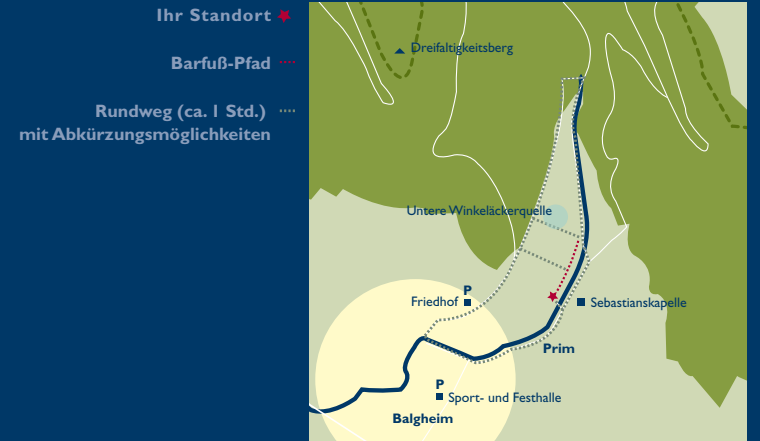 Ihr Standort
Barfuß-Pfad
Rundweg (ca. 1 Std.)
mit Abkürzungsmöglichkeiten
Dreifaltigkeitsberg
Untere Winkeläckerquelle
P
Friedhof
Sebastianskapelle
Prim
P
Sport- und Festhalle
Balgheim